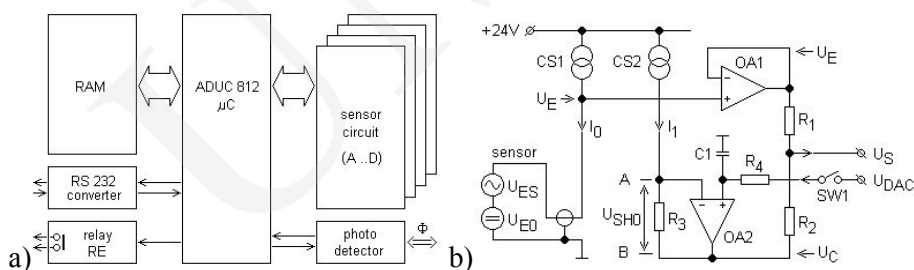 RAM
ADUC 812
μC
sensor
circuit
(A ..D)
RS 232
converter
relay
RE
photo
detector
Φ
a)
+24V
CS1
CS2
OA1
U_E
U_E
I_0
I_1
R_1
C1
R_4
U_S
U_DAC
SW1
sensor
U_ES
U_E0
A
U_SH0
R_3
B
OA2
R_2
U_C
b)